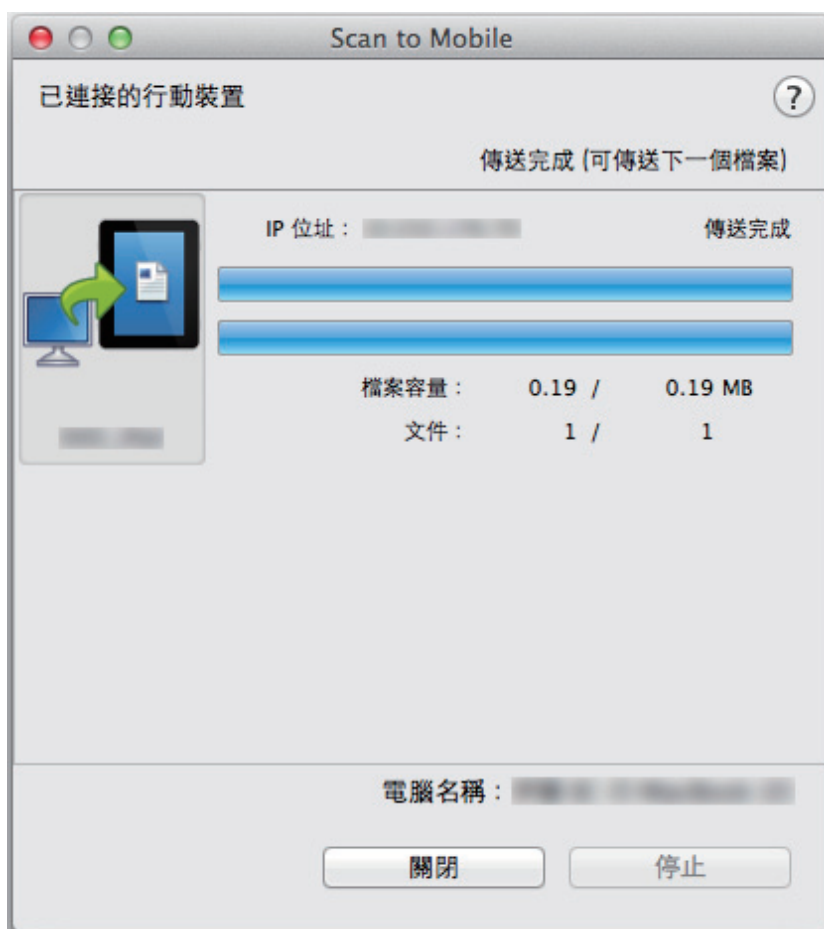 Scan to Mobile
已連接的行動裝置
?
傳送完成 (可傳送下一個檔案)
IP 位址： 傳送完成
檔案容量： 0.19 / 0.19 MB
文件： 1 / 1
電腦名稱：
關閉 停止